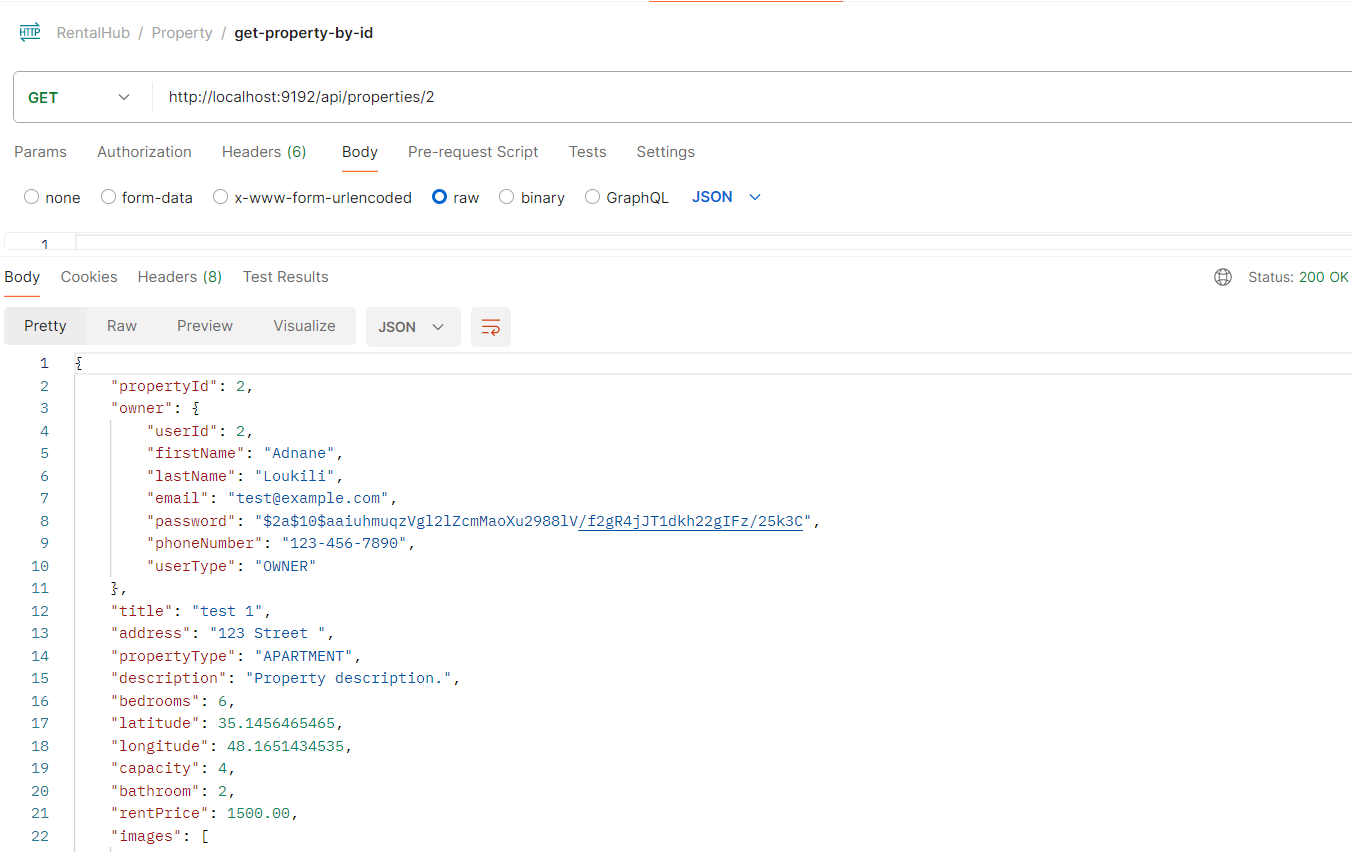 HTTP RentalHub / Property / get-property-by-id
GET http://localhost:9192/api/properties/2
Params Authorization Headers (6) Body Pre-request Script Tests Settings
none form-data x-www-form-urlencoded raw binary GraphQL JSON
1
Body Cookies Headers (8) Test Results Status: 200 OK
Pretty Raw Preview Visualize JSON
1 {
2 "propertyId": 2,
3 "owner": {
4 "userId": 2,
5 "firstName": "Adnane",
6 "lastName": "Loukili",
7 "email": "test@example.com",
8 "password": "$2a$10$aaiuhmuqzVgl2lZcmMaoXu2988lV/f2gR4jJT1dkh22gIFz/25k3C",
9 "phoneNumber": "123-456-7890",
10 "userType": "OWNER"
11 },
12 "title": "test 1",
13 "address": "123 Street ",
14 "propertyType": "APARTMENT",
15 "description": "Property description.",
16 "bedrooms": 6,
17 "latitude": 35.1456465465,
18 "longitude": 48.1651434535,
19 "capacity": 4,
20 "bathroom": 2,
21 "rentPrice": 1500.00,
22 "images": [